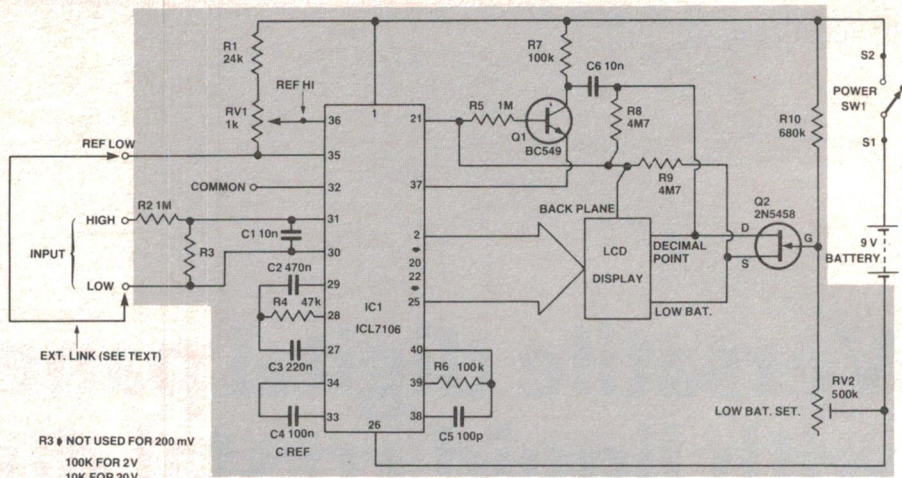 R1
24k
RV1
1k
REF HI
REF LOW
COMMON
HIGH
R2 1M
INPUT
R3
C1 10n
LOW
C2 470n
R4 47k
C3 220n
C4 100n
C REF
EXT. LINK (SEE TEXT)
36
35
32
31
30
29
28
27
34
33
26
1
IC1
ICL7106
21
37
2
20
22
25
40
39
38
R5 1M
R7
100k
C6 10n
Q1
BC549
R8
4M7
R9
4M7
BACK PLANE
LCD
DISPLAY
DECIMAL
POINT
LOW BAT.
R6 100k
C5 100p
Q2
2N5458
D
G
S
R10
680k
RV2
500k
LOW BAT. SET.
S2
POWER
SW1
S1
9 V
BATTERY
R3 NOT USED FOR 200 mV
100K FOR 2V
10K FOR 20V